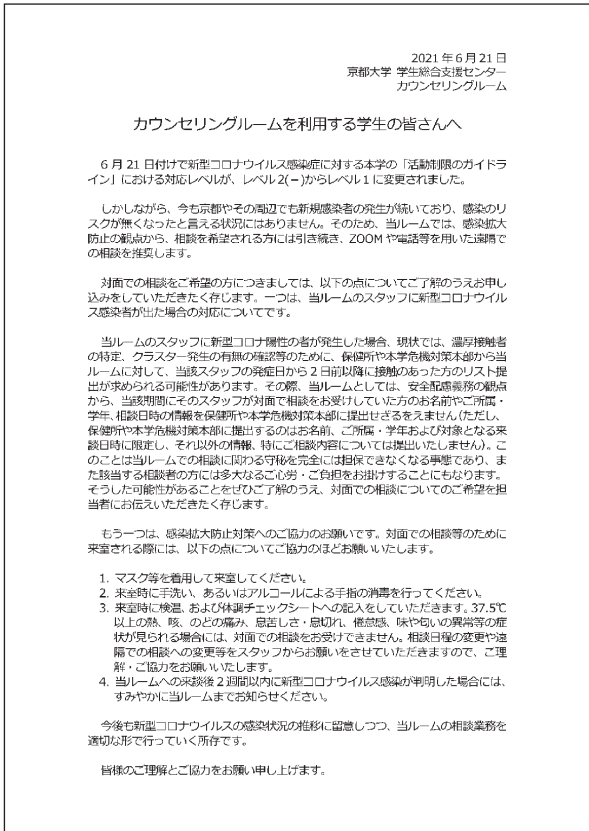 2021年6月21日
京都大学 学生総合支援センター
カウンセリングルーム
カウンセリングルームを利用する学生の皆さんへ
6月21日付けで新型コロナウイルス感染症に対する本学の「活動制限のガイドラ
イン」における対応レベルが、レベル2(−)からレベル1に変更されました。
しかしながら、今も京都やその周辺でも新規感染者の発生が続いており、感染のリ
スクが無くなったと言える状況にはありません。そのため、当ルームでは、感染拡大
防止の観点から、相談を希望される方には引き続き、ZOOMや電話等を用いた遠隔で
の相談を推奨します。
対面での相談をご希望の方につきましては、以下の点についてご了解のうえお申し
込みをしていただきたく存じます。一つは、当ルームのスタッフに新型コロナウイル
ス感染者が出た場合の対応についてです。
当ルームのスタッフに新型コロナ陽性の者が発生した場合、現状では、濃厚接触者
の特定、クラスター発生の有無の確認等のために、保健所や本学危機対策本部から当
ルームに対して、当該スタッフの発症日から2日前以降に接触のあった方のリスト提
出が求められる可能性があります。その際、当ルームとしては、安全配慮義務の観点
から、当該期間にそのスタッフが対面で相談をお受けしていた方のお名前やご所属・
学年、相談日時の情報を保健所や本学危機対策本部に提出せざるをえません(ただし、
保健所や本学危機対策本部に提出するのはお名前、ご所属・学年および対象となる来
談日時に限定し、それ以外の情報、特にご相談内容については提出いたしません)。こ
のことは当ルームでの相談に関わる守秘を完全には担保できなくなる事態であり、ま
た該当する相談者の方には多大なるご心労・ご負担をお掛けすることにもなります。
そうした可能性があることをぜひご了解のうえ、対面での相談についてのご希望を担
当者にお伝えいただきたく存じます。
もう一つは、感染拡大防止対策へのご協力のお願いです。対面での相談等のために
来室される際には、以下の点についてご協力のほどお願いいたします。
1. マスク等を着用して来室してください。
2. 来室時に手洗い、あるいはアルコールによる手指の消毒を行ってください。
3. 来室時に検温、および体調チェックシートへの記入をしていただきます。37.5℃
以上の熱、咳、のどの痛み、息苦しさ・息切れ、倦怠感、味や匂いの異常等の症
状が見られる場合には、対面での相談をお受けできません。相談日程の変更や遠
隔での相談への変更等をスタッフからお願いをさせていただきますので、ご理
解・ご協力をお願いいたします。
4. 当ルームへの来談後2週間以内に新型コロナウイルス感染が判明した場合には、
すみやかに当ルームまでお知らせください。
今後も新型コロナウイルスの感染状況の推移に留意しつつ、当ルームの相談業務を
適切な形で行っていく所存です。
皆様のご理解とご協力をお願い申し上げます。